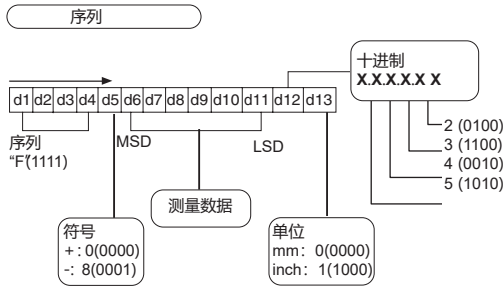 序列
十进制
X.X.X.X.X X
d1 d2 d3 d4 d5 d6 d7 d8 d9 d10 d11 d12 d13
序列
“F”(1111)
MSD
LSD
2 (0100)
3 (1100)
4 (0010)
5 (1010)
测量数据
符号
+: 0(0000)
-: 8(0001)
单位
mm: 0(0000)
inch: 1(1000)